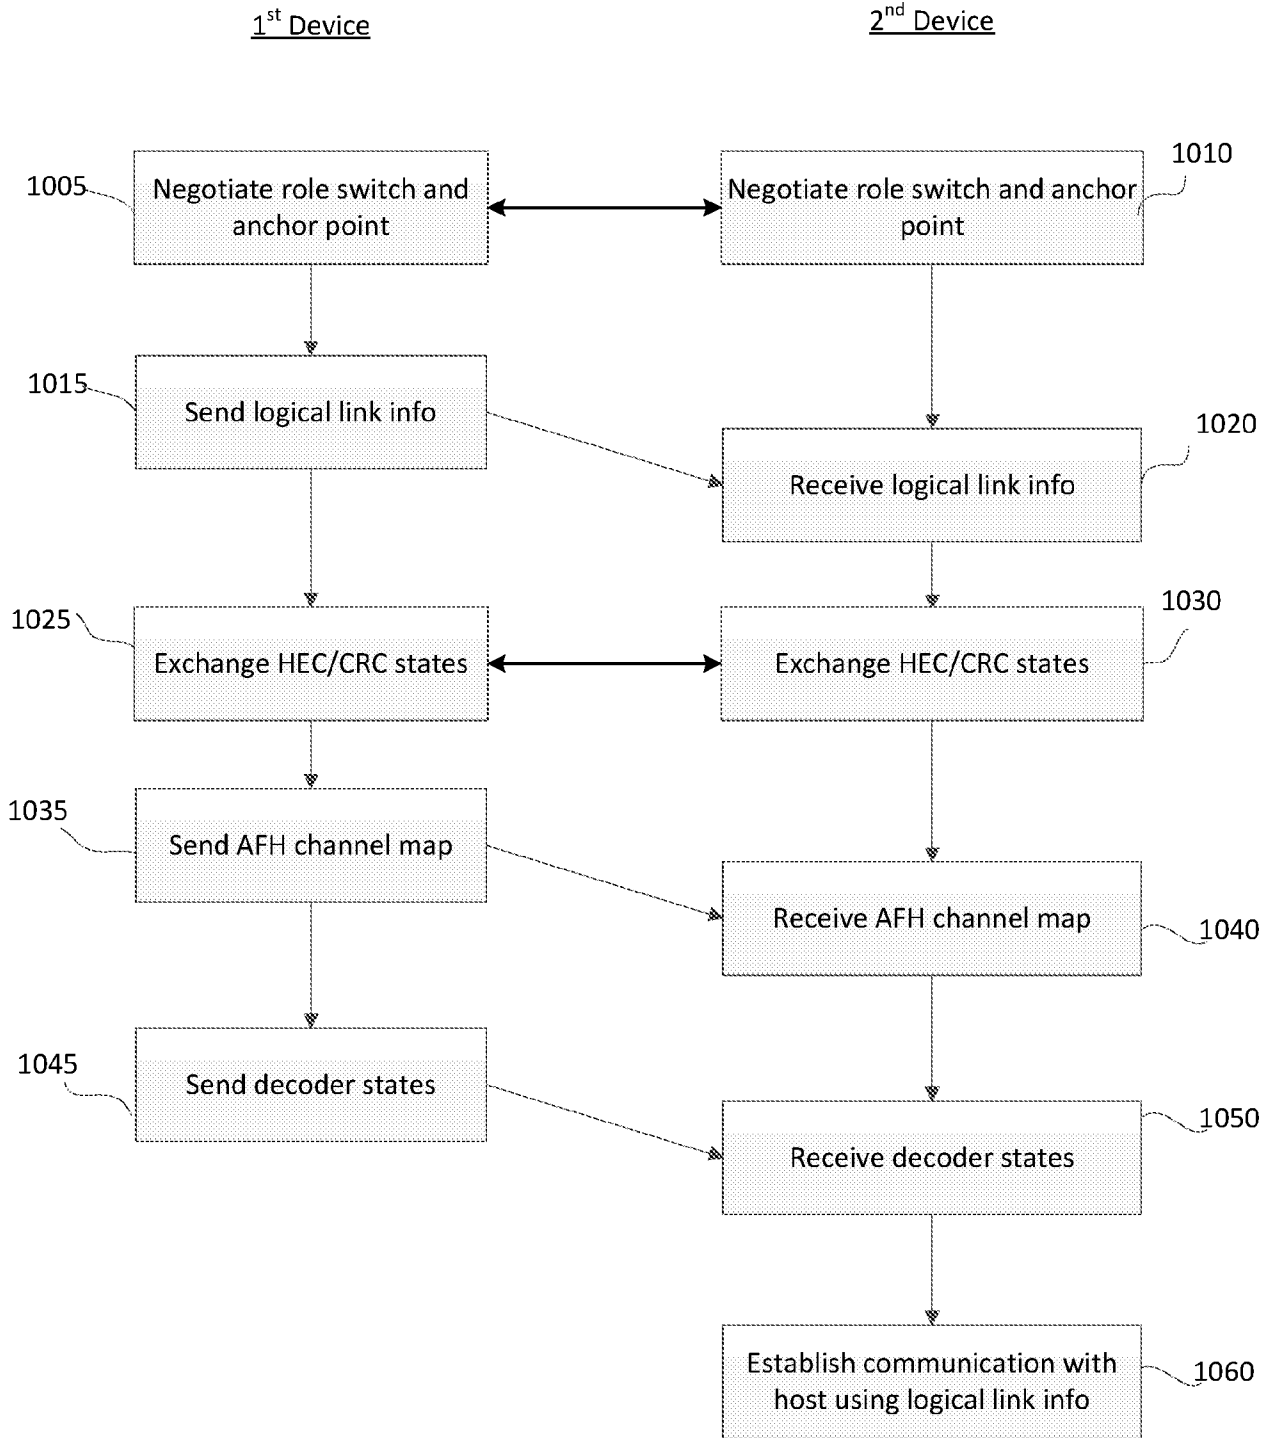 1st Device
2nd Device
1005
Negotiate role switch and
anchor point
Negotiate role switch and anchor
point
1010
1015
Send logical link info
1020
Receive logical link info
1025
Exchange HEC/CRC states
Exchange HEC/CRC states
1030
1035
Send AFH channel map
Receive AFH channel map
1040
1045
Send decoder states
1050
Receive decoder states
Establish communication with
host using logical link info
1060